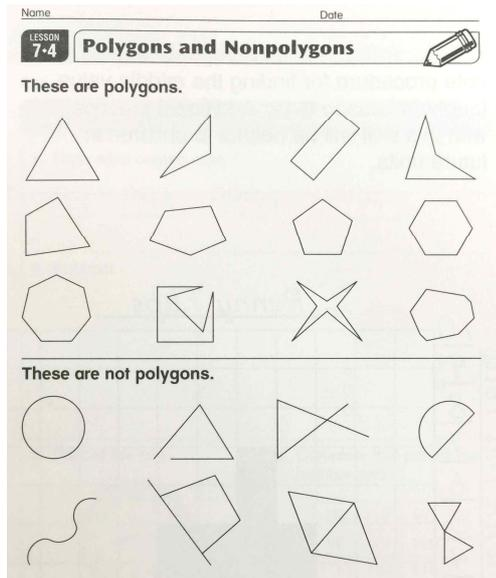 Name
Date
LESSON
7•4
Polygons and Nonpolygons
These are polygons.
These are not polygons.